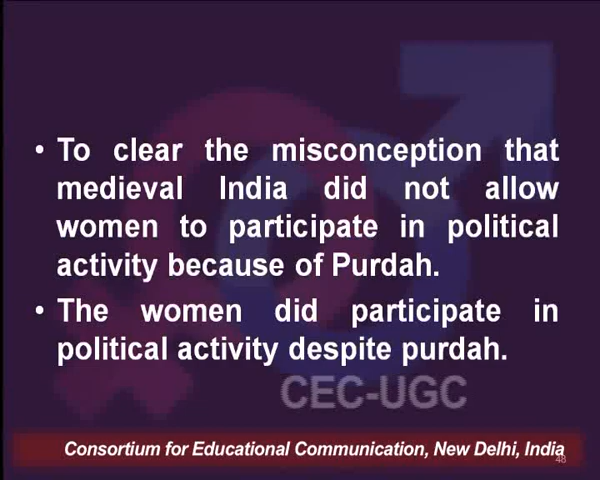 • To clear the misconception that
medieval India did not allow
women to participate in political
activity because of Purdah.
• The women did participate in
political activity despite purdah.
CEC-UGC
Consortium for Educational Communication, New Delhi, India
48